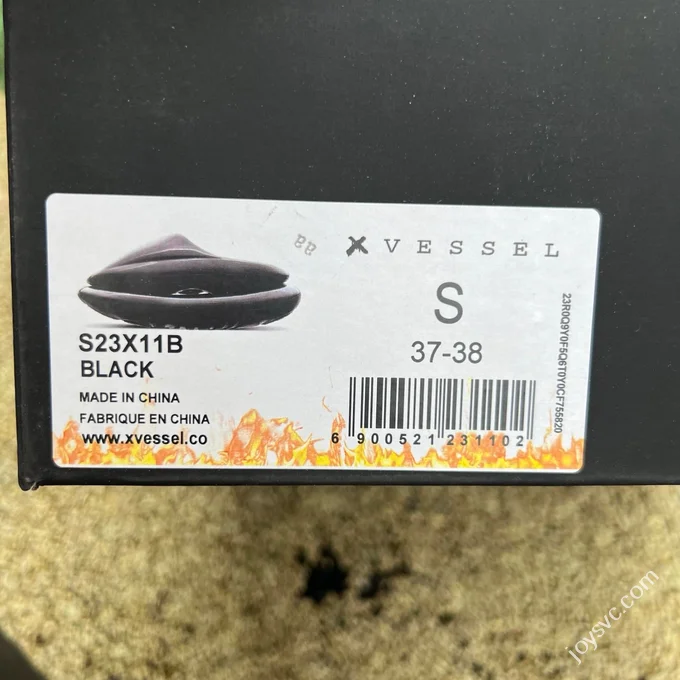 XVESSEL
S
37-38
S23X11B
BLACK
MADE IN CHINA
FABRIQUE EN CHINA
www.xvessel.co
6 900521 231102
23R0Q9Y0F5Q6T0Y0CF755820
joysvc.com